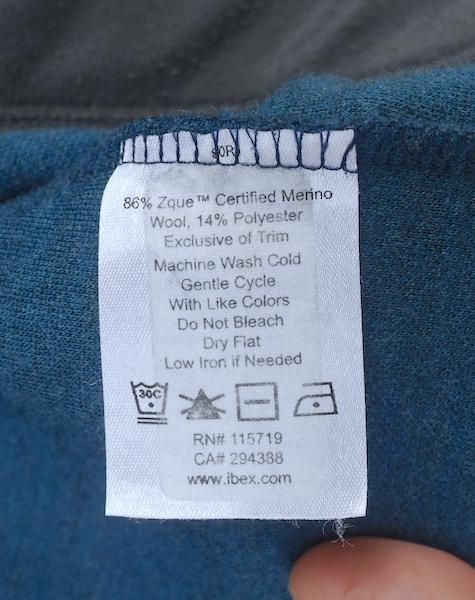 86% Zque™ Certified Merino
Wool, 14% Polyester
Exclusive of Trim
Machine Wash Cold
Gentle Cycle
With Like Colors
Do Not Bleach
Dry Flat
Low Iron if Needed
30C
RN# 115719
CA# 294388
www.ibex.com